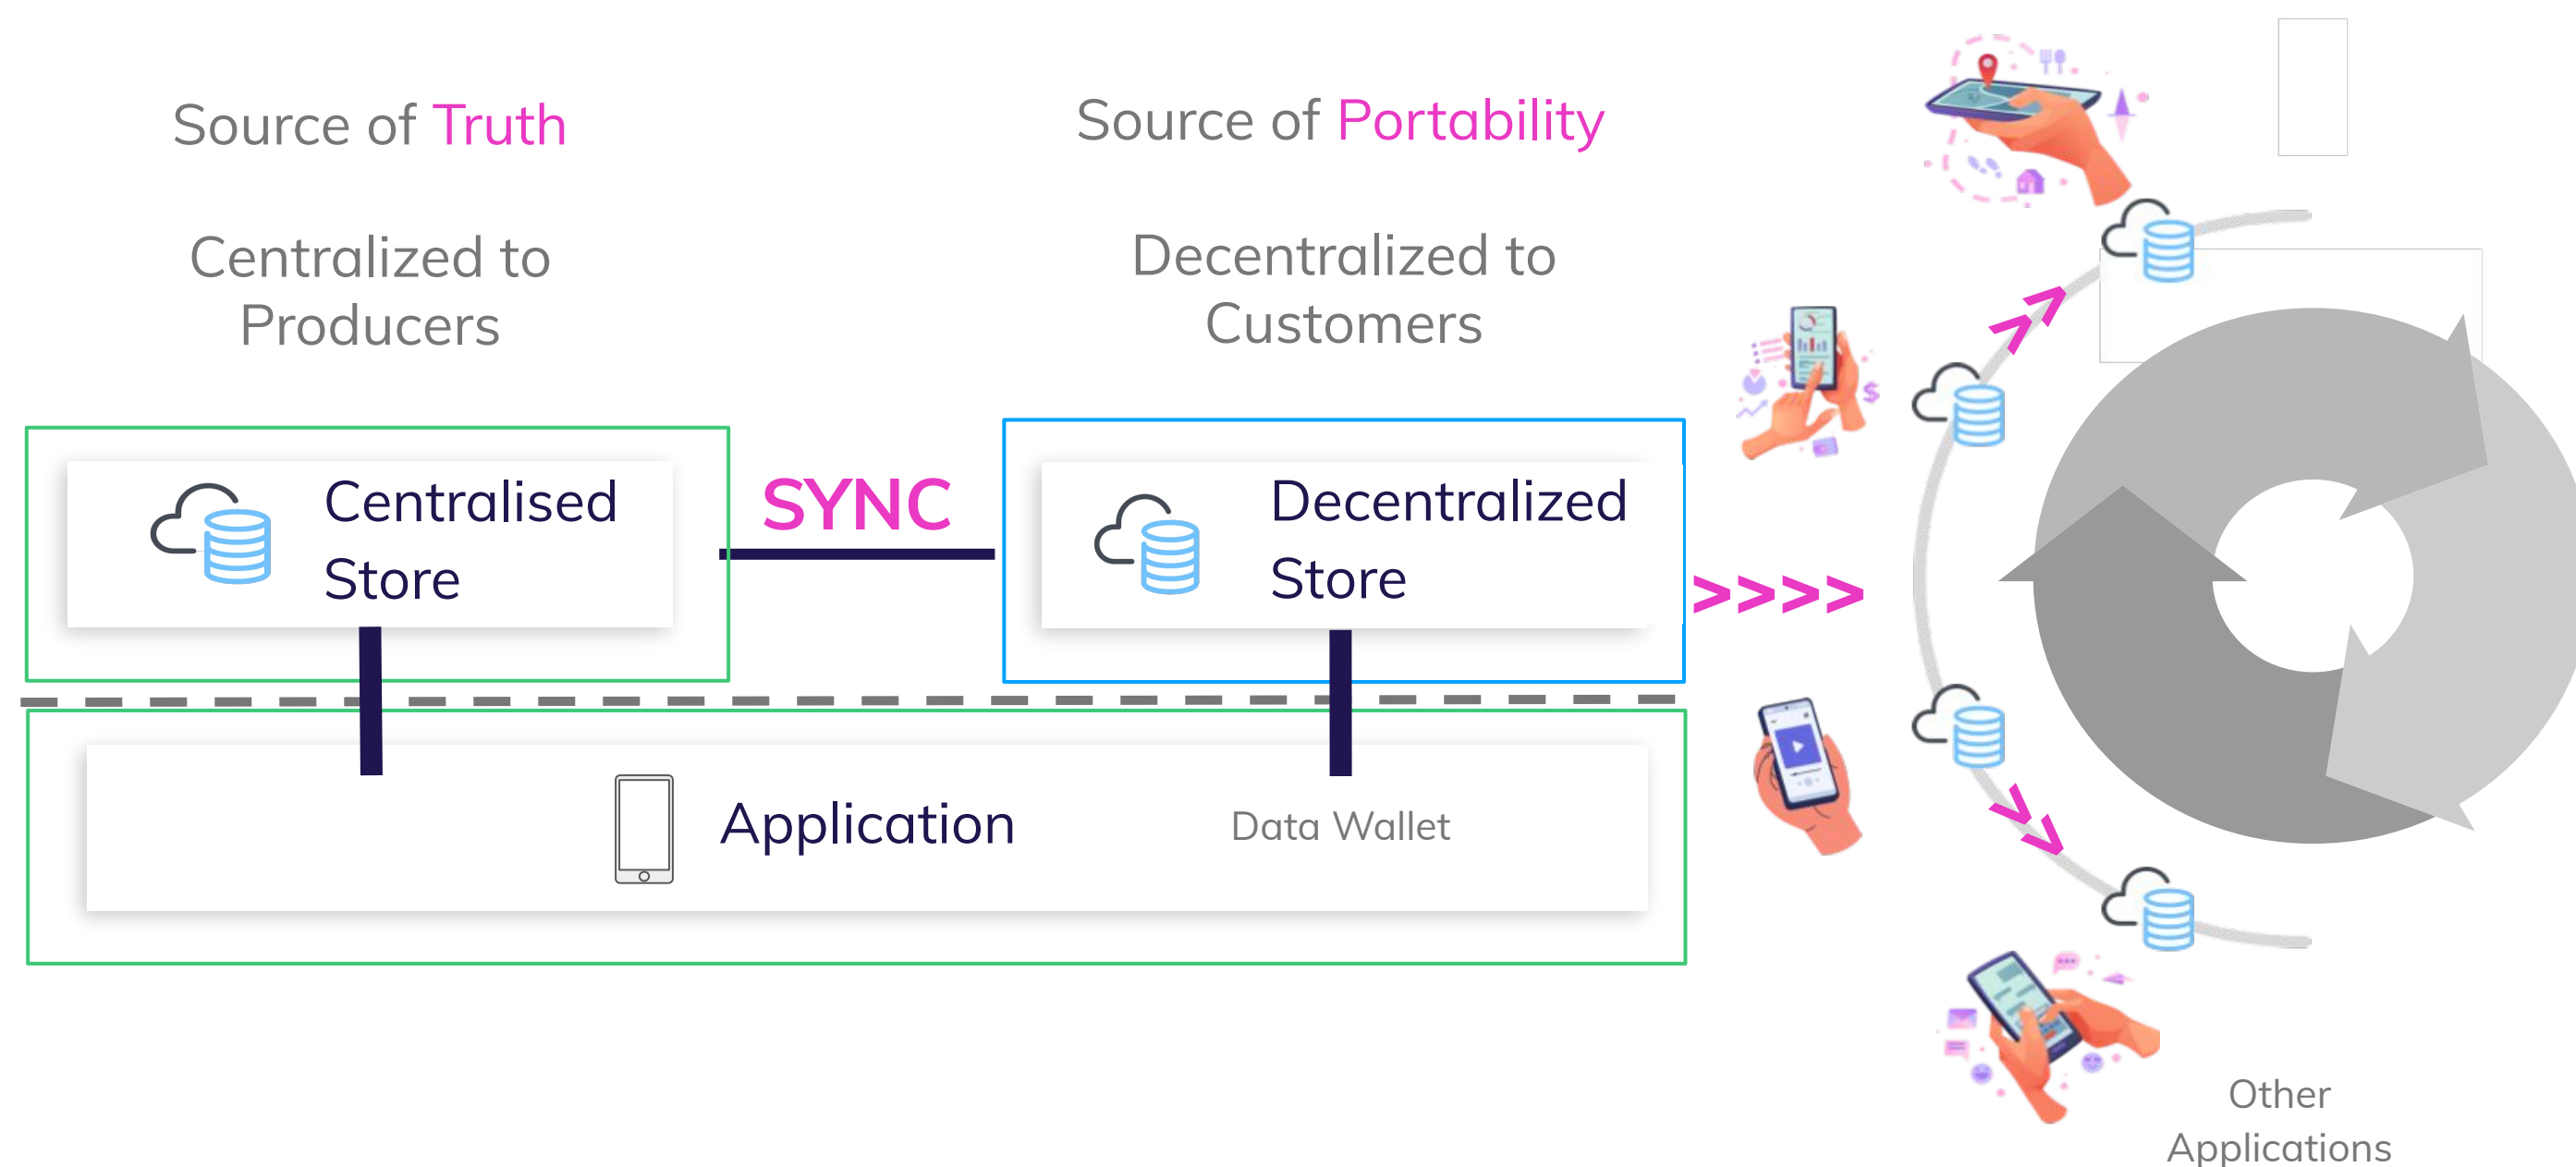 Source of Truth
Source of Portability
Centralized to
Producers
Decentralized to
Customers
Centralised
Store
SYNC
Decentralized
Store
>>>>
>>
>>
Application
Data Wallet
$
Other
Applications